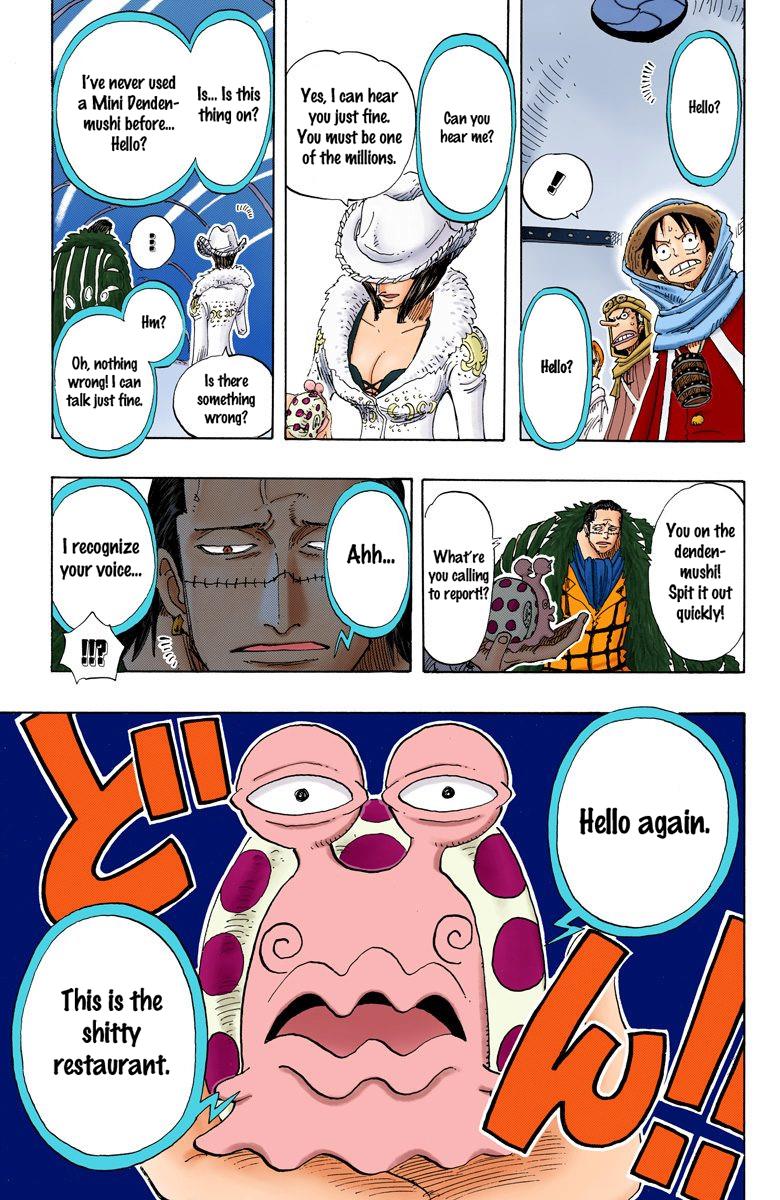 Hello?
!
Hello?
Can you
hear me?
Yes, I can hear
you just fine.
You must be one
of the millions.
Is... Is this
thing on?
I've never used
a Mini Denden-
mushi before...
Hello?
!!
Hm?
Is there
something
wrong?
Oh, nothing
wrong! I can
talk just fine.
You on the
denden-
mushi!
Spit it out
quickly!
What're
you calling
to report!?
Ahh...
I recognize
your voice...
!!?
Hello again.
どん!!
This is the
shitty
restaurant.